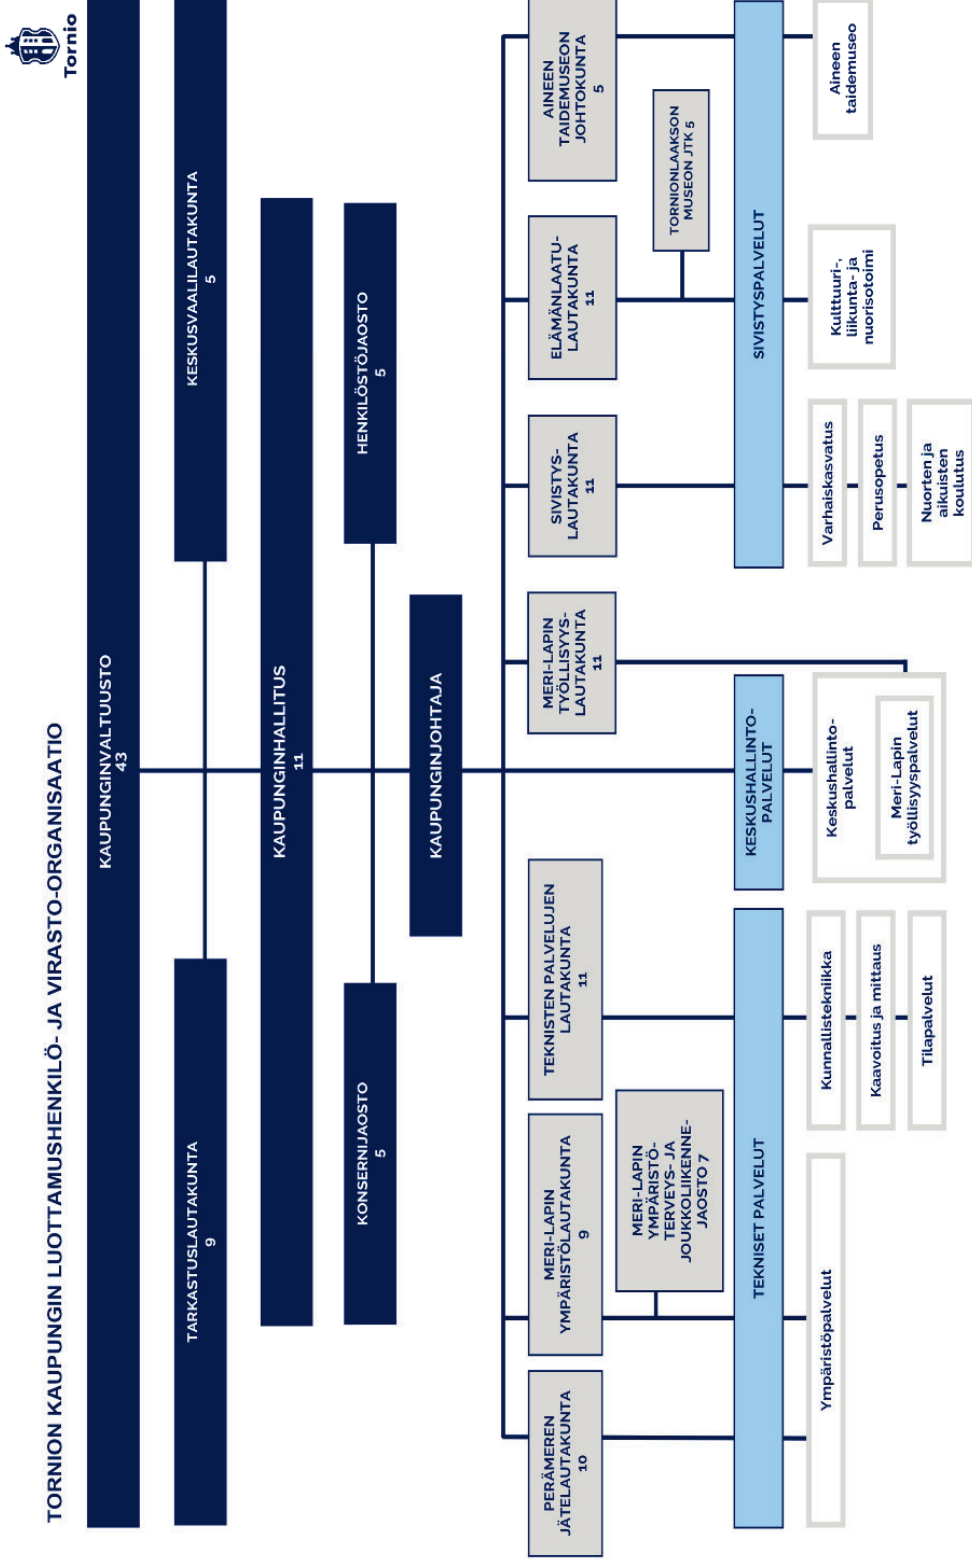 TORNION KAUPUNGIN LUOTTAMUSHENKILÖ- JA VIRASTO-ORGANISAATIO
Tornio
KAUPUNGINVALTUUSTO
43
TARKASTUSLAUTAKUNTA
9
KESKUSVAALILAUTAKUNTA
5
KAUPUNGINHALLITUS
11
KONSERNIJAOSTO
5
HENKILÖSTÖJAOSTO
5
KAUPUNGINJOHTAJA
PERÄMEREN
JÄTELAUTAKUNTA
10
MERI-LAPIN
YMPÄRISTÖLAUTAKUNTA
9
TEKNISTEN PALVELUJEN
LAUTAKUNTA
11
MERI-LAPIN
TYÖLLISYYS-
LAUTAKUNTA
11
SIVISTYS-
LAUTAKUNTA
11
ELÄMÄNLAATU-
LAUTAKUNTA
11
AINEEN
TAIDEMUSEON
JOHTOKUNTA
5
MERI-LAPIN
YMPÄRISTÖ-
TERVEYS- JA
JOUKKOLIIKENNE-
JAOSTO 7
TORNIONLAAKSON
MUSEON JTK 5
TEKNISET PALVELUT
KESKUSHALLINTO-
PALVELUT
SIVISTYSPALVELUT
Ympäristöpalvelut
Kunnallistekniikka
Kaavoitus ja mittaus
Tilapalvelut
Keskushallinto-
palvelut
Meri-Lapin
työllisyyspalvelut
Varhaiskasvatus
Perusopetus
Nuorten ja
aikuisten
koulutus
Kulttuuri-,
liikunta- ja
nuorisotoimi
Aineen
taidemuseo